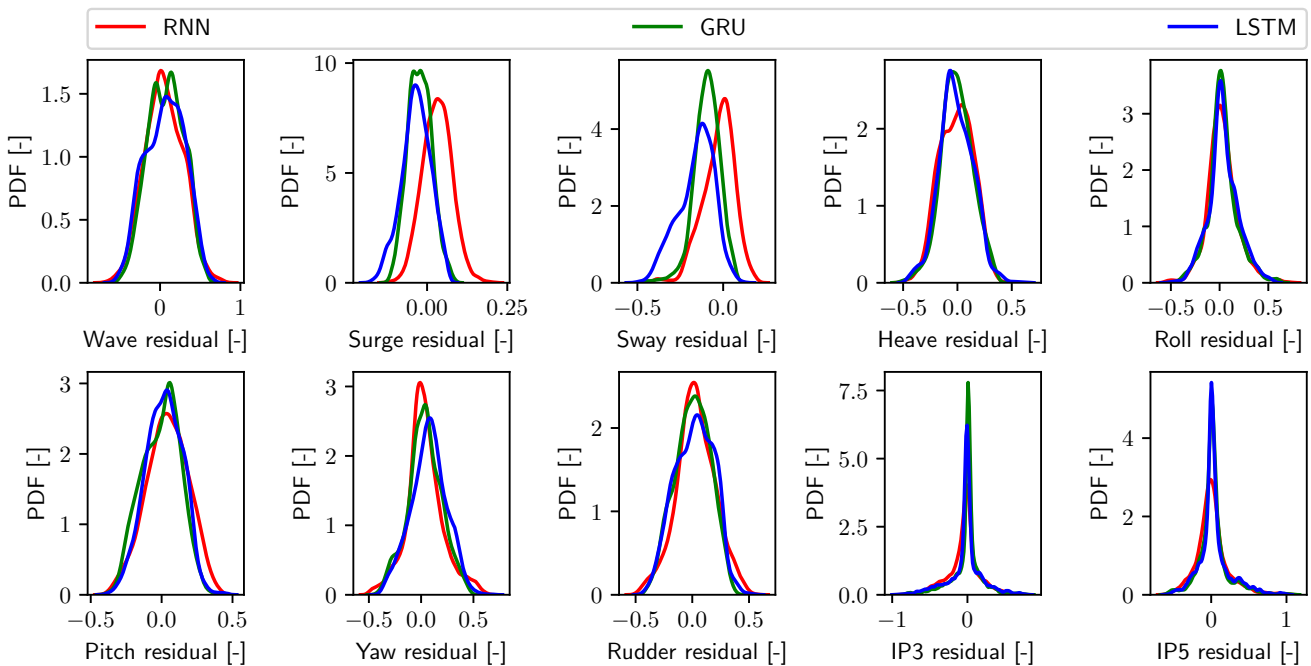 RNN GRU LSTM
PDF [-] 0.0 0.5 1.0 1.5 0 1 Wave residual [-]
PDF [-] 0 5 10 0.00 0.25 Surge residual [-]
PDF [-] 0 2 4 −0.5 0.0 Sway residual [-]
PDF [-] 0 1 2 −0.5 0.0 0.5 Heave residual [-]
PDF [-] 0 1 2 3 −0.5 0.0 0.5 Roll residual [-]
PDF [-] 0 1 2 3 −0.5 0.0 0.5 Pitch residual [-]
PDF [-] 0 1 2 3 −0.5 0.0 0.5 Yaw residual [-]
PDF [-] 0 1 2 −0.5 0.0 0.5 Rudder residual [-]
PDF [-] 0.0 2.5 5.0 7.5 −1 0 IP3 residual [-]
PDF [-] 0 2 4 0 1 IP5 residual [-]